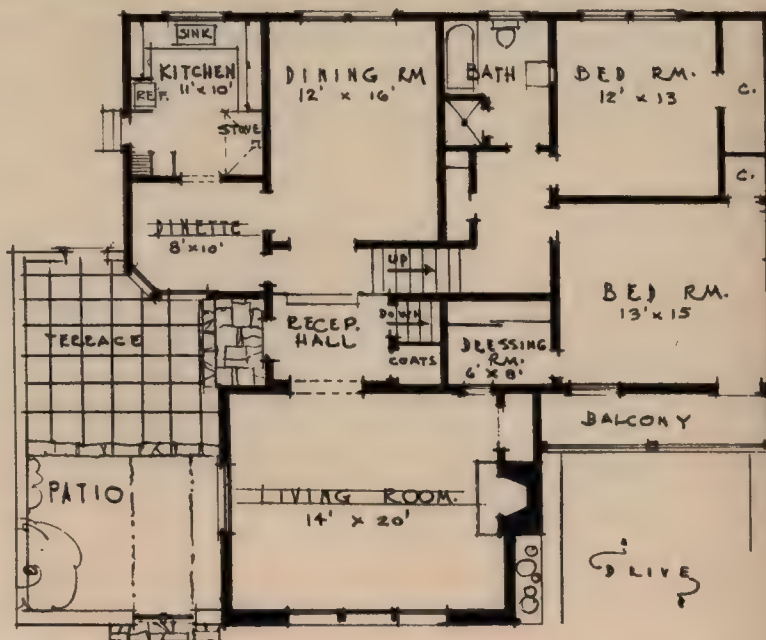 SINK
KITCHEN
11' x 10'
REF.
STOVE
DINING RM
12' x 16'
BATH
BED RM.
12' x 13
C.
C.
DINETTE
8' x 10'
UP
BED RM.
13' x 15
TERRACE
RECEP.
HALL
DOWN
COATS
DRESSING
RM.
6' x 8'
BALCONY
PATIO
LIVING ROOM.
14' x 20'
DRIVE